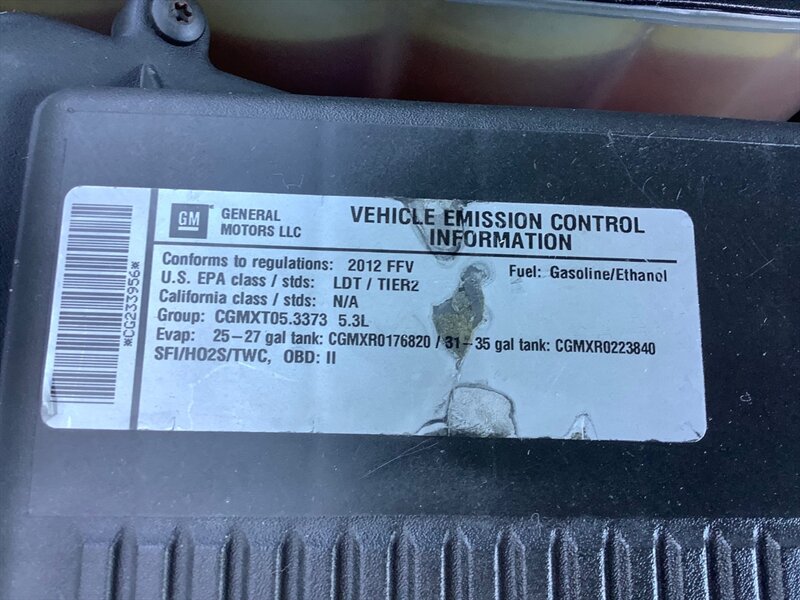 GM
GENERAL
MOTORS LLC
VEHICLE EMISSION CONTROL
INFORMATION
Conforms to regulations: 2012 FFV
Fuel: Gasoline/Ethanol
U.S. EPA class / stds: LDT / TIER2
California class / stds: N/A
Group: CGMXT05.3373 5.3L
Evap: 25-27 gal tank: CGMXR0176820 / 31-35 gal tank: CGMXR0223840
SFI/HO2S/TWC, OBD: II
*CG233956*